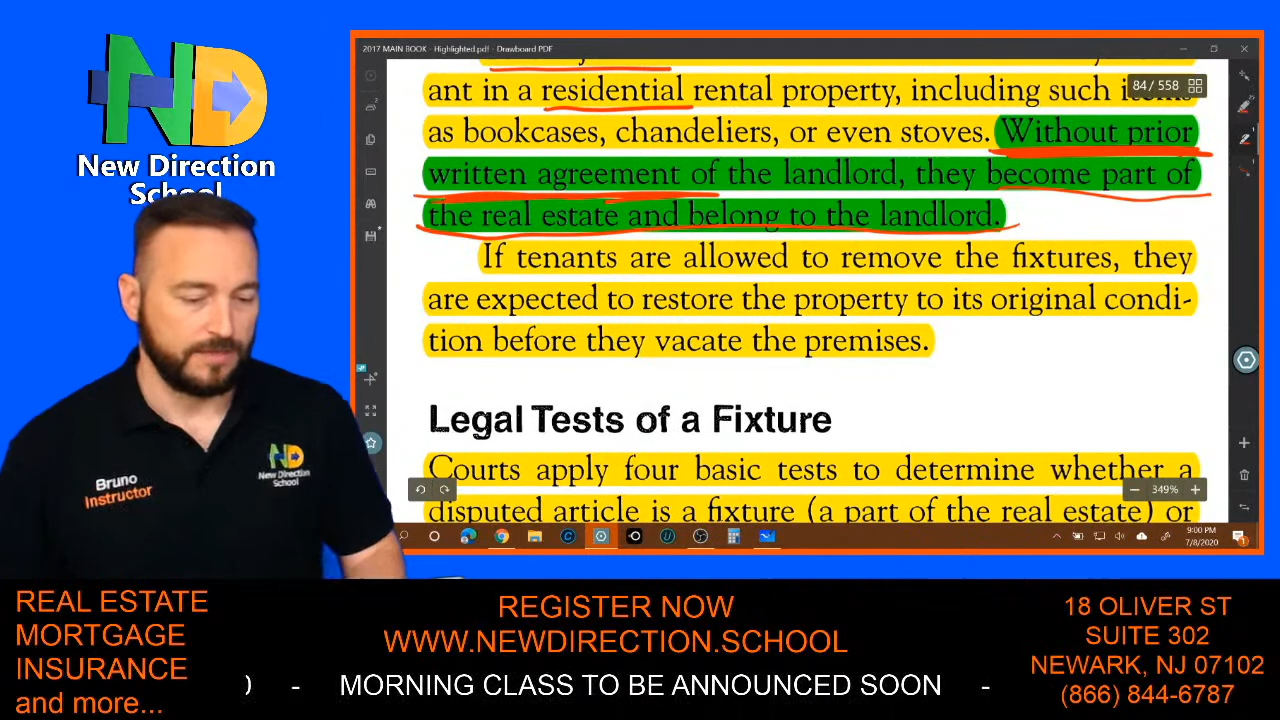 ND
New Direction
School
Bruno
Instructor
ND
New Direction
School
2017 MAIN BOOK - Highlighted.pdf - Drawboard PDF
84 / 558
ant in a residential rental property, including such items
as bookcases, chandeliers, or even stoves. Without prior
written agreement of the landlord, they become part of
the real estate and belong to the landlord.
If tenants are allowed to remove the fixtures, they
are expected to restore the property to its original condi-
tion before they vacate the premises.
Legal Tests of a Fixture
Courts apply four basic tests to determine whether a
disputed article is a fixture (a part of the real estate) or
349%
9:00 PM
7/8/2020
REAL ESTATE
MORTGAGE
INSURANCE
and more...
REGISTER NOW
WWW.NEWDIRECTION.SCHOOL
- MORNING CLASS TO BE ANNOUNCED SOON -
18 OLIVER ST
SUITE 302
NEWARK, NJ 07102
(866) 844-6787